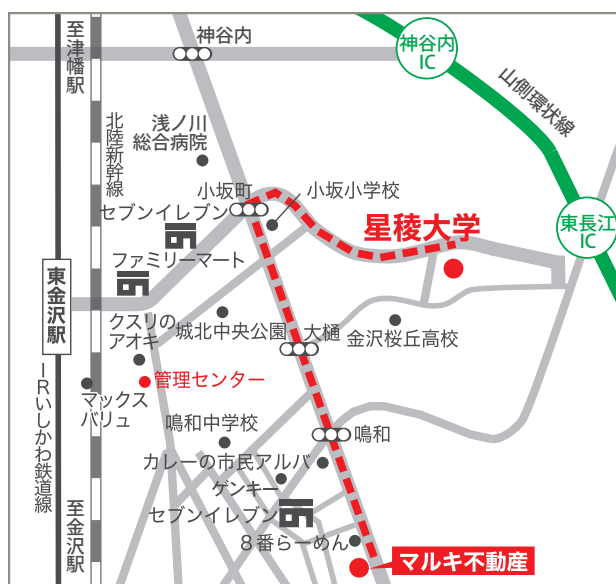 至津幡駅
神谷内
神谷内
IC
山側環状線
北陸新幹線
浅ノ川
総合病院
小坂町
小坂小学校
セブンイレブン
星稜大学
東長江
IC
ファミリーマート
東金沢駅
クスリの
アオキ
城北中央公園
大樋
金沢桜丘高校
管理センター
マックス
バリュ
IRいしかわ鉄道線
鳴和中学校
鳴和
カレーの市民アルバ
ゲンキー
セブンイレブン
8番らーめん
至金沢駅
マルキ不動産